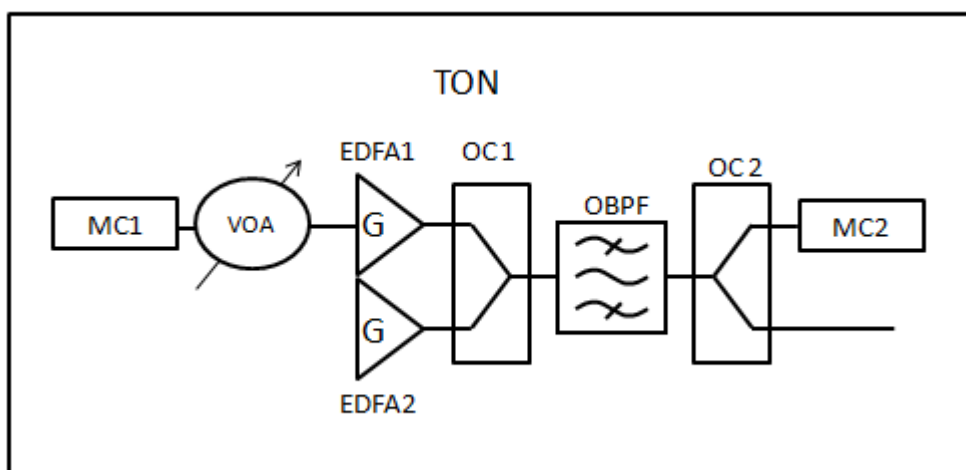 TON
EDFA1
OC1
OC2
OBPF
MC1
VOA
G
MC2
G
EDFA2